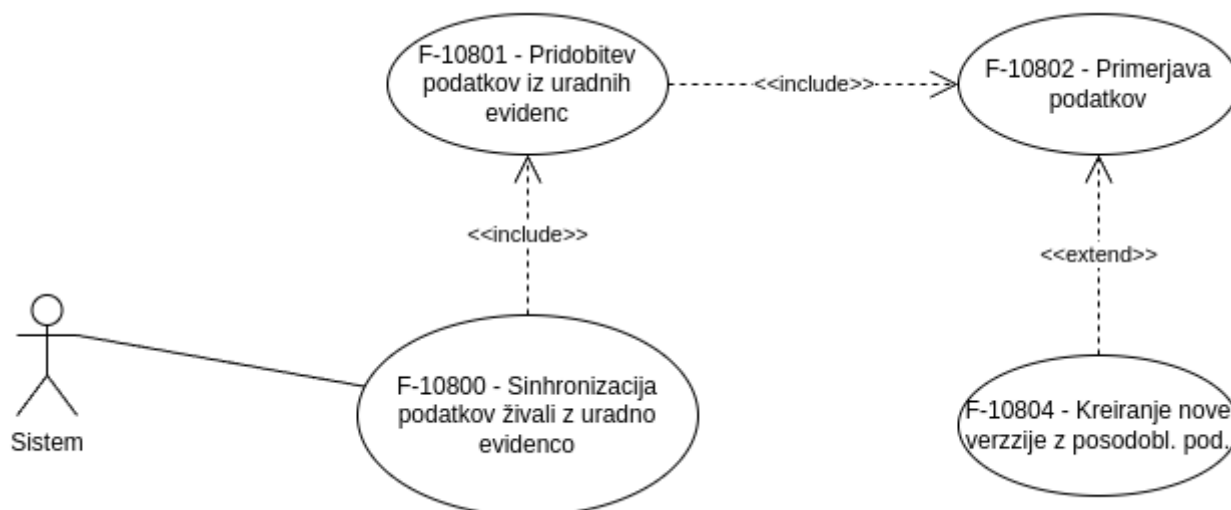 F-10801 - Pridobitev
podatkov iz uradnih
evidenc
<<include>>
F-10802 - Primerjava
podatkov
<<include>>
<<extend>>
Sistem
F-10800 - Sinhronizacija
podatkov živali z uradno
evidenco
F-10804 - Kreiranje nove
verzzije z posodobl. pod.